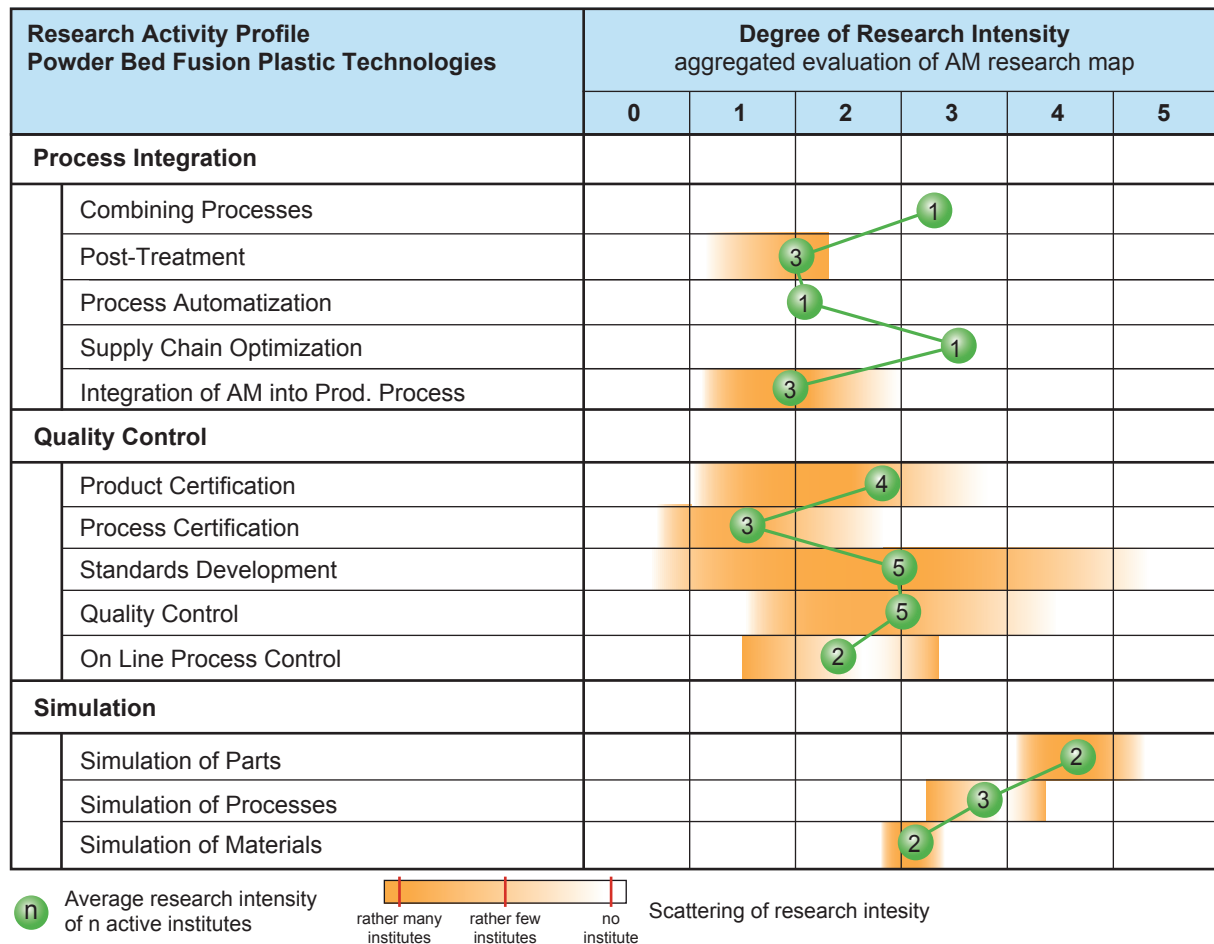 Research Activity Profile
Powder Bed Fusion Plastic Technologies
Degree of Research Intensity
aggregated evaluation of AM research map
0 1 2 3 4 5
Process Integration
Combining Processes 1
Post-Treatment 3
Process Automatization 1
Supply Chain Optimization 1
Integration of AM into Prod. Process 3
Quality Control
Product Certification 4
Process Certification 3
Standards Development 5
Quality Control 5
On Line Process Control 2
Simulation
Simulation of Parts 2
Simulation of Processes 3
Simulation of Materials 2
n
Average research intensity
of n active institutes
rather many
institutes
rather few
institutes
no
institute
Scattering of research intesity